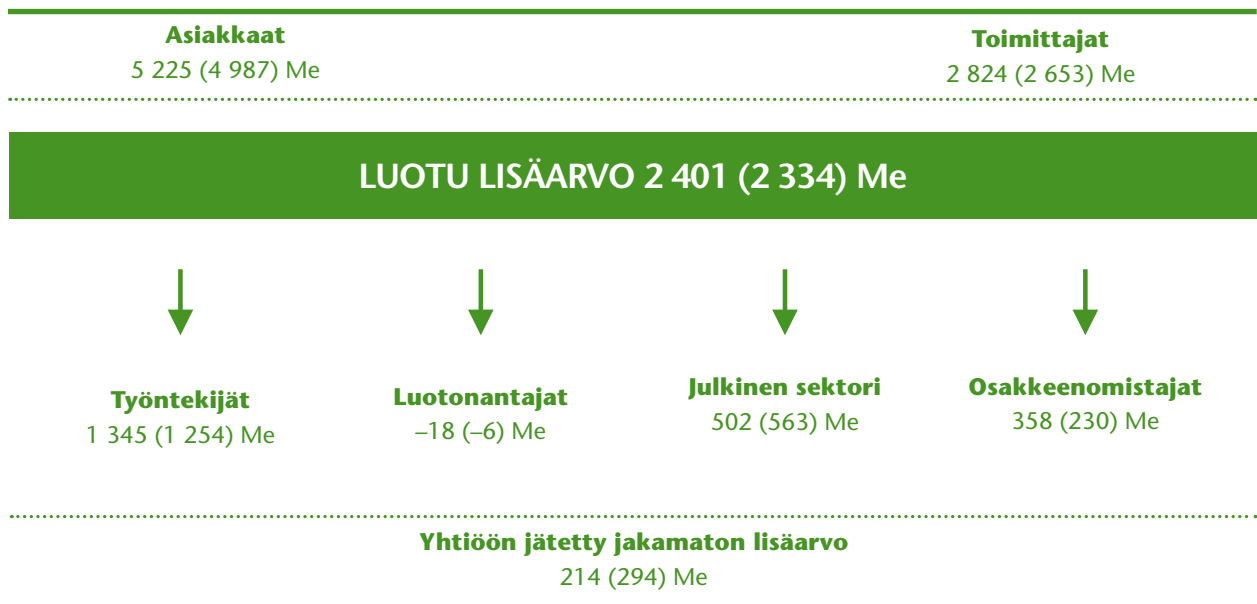 Asiakkaat
5 225 (4 987) Me
Toimittajat
2 824 (2 653) Me
LUOTU LISÄARVO 2 401 (2 334) Me
Työntekijät
1 345 (1 254) Me
Luotonantajat
–18 (–6) Me
Julkinen sektori
502 (563) Me
Osakkeenomistajat
358 (230) Me
Yhtiöön jätetty jakamaton lisäarvo
214 (294) Me